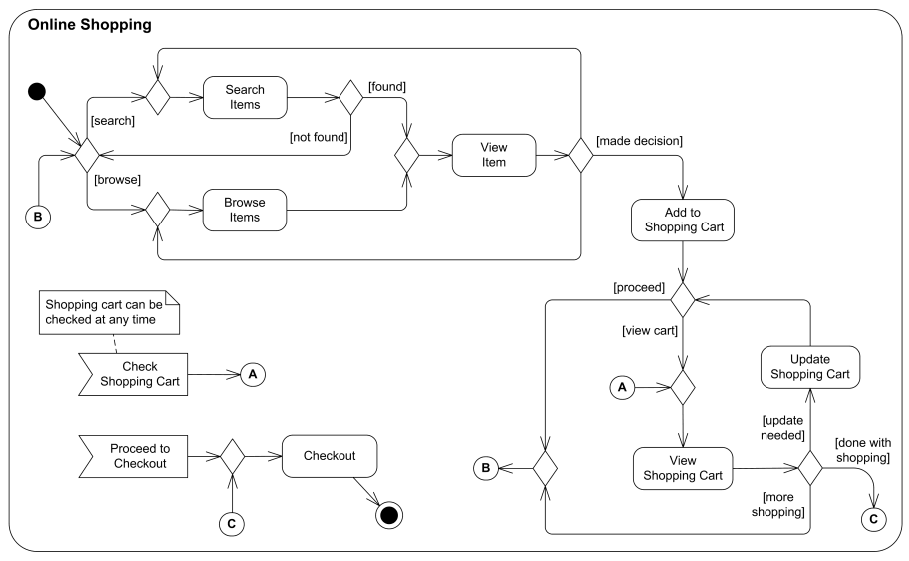 Online Shopping
Search
Items
[found]
[search]
[not found]
[made decision]
View
Item
[browse]
Browse
Items
B
Add to
Shopping Cart
[proceed]
Shopping cart can be
checked at any time
[view cart]
Check
Shopping Cart
A
A
Update
Shopping Cart
[update
needed]
[done with
shopping]
Proceed to
Checkout
Checkout
B
View
Shopping Cart
[more
shopping]
C
C